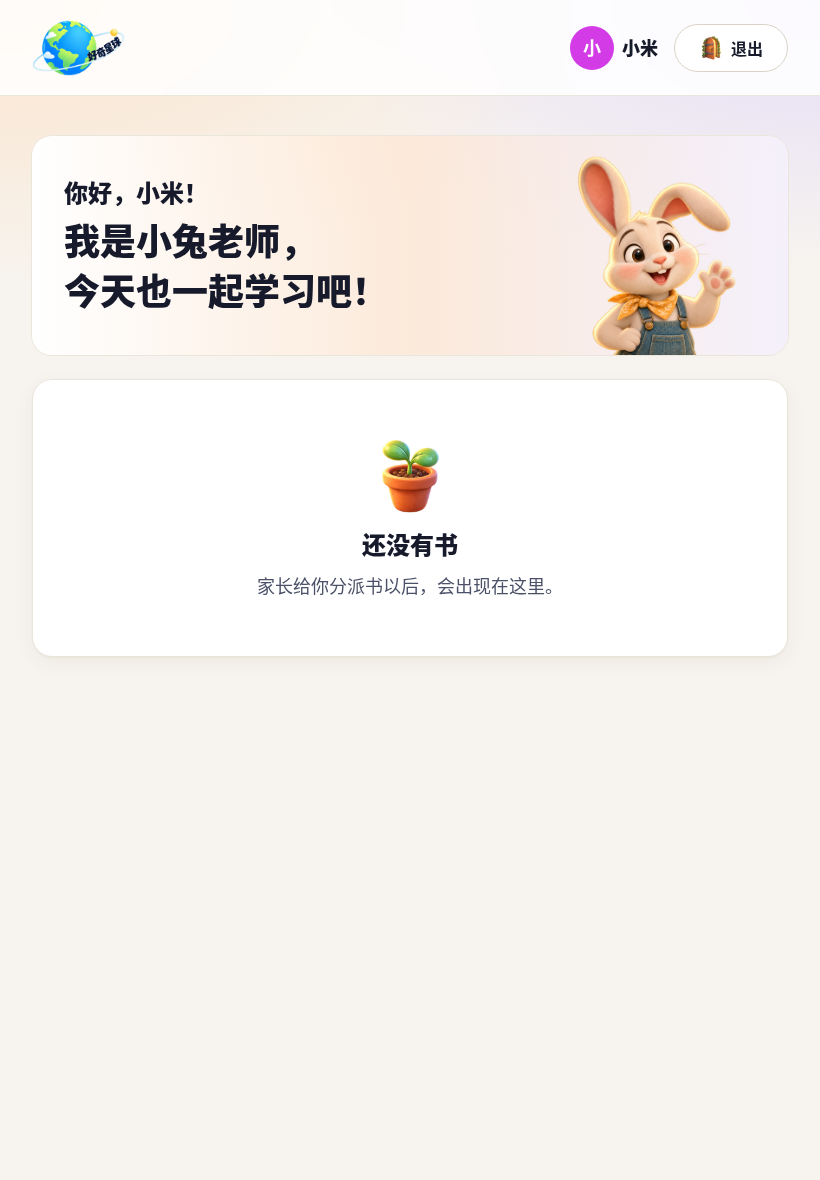 好奇星球
小
小米
退出
你好，小米！
我是小兔老师，
今天也一起学习吧！
还没有书
家长给你分派书以后，会出现在这里。